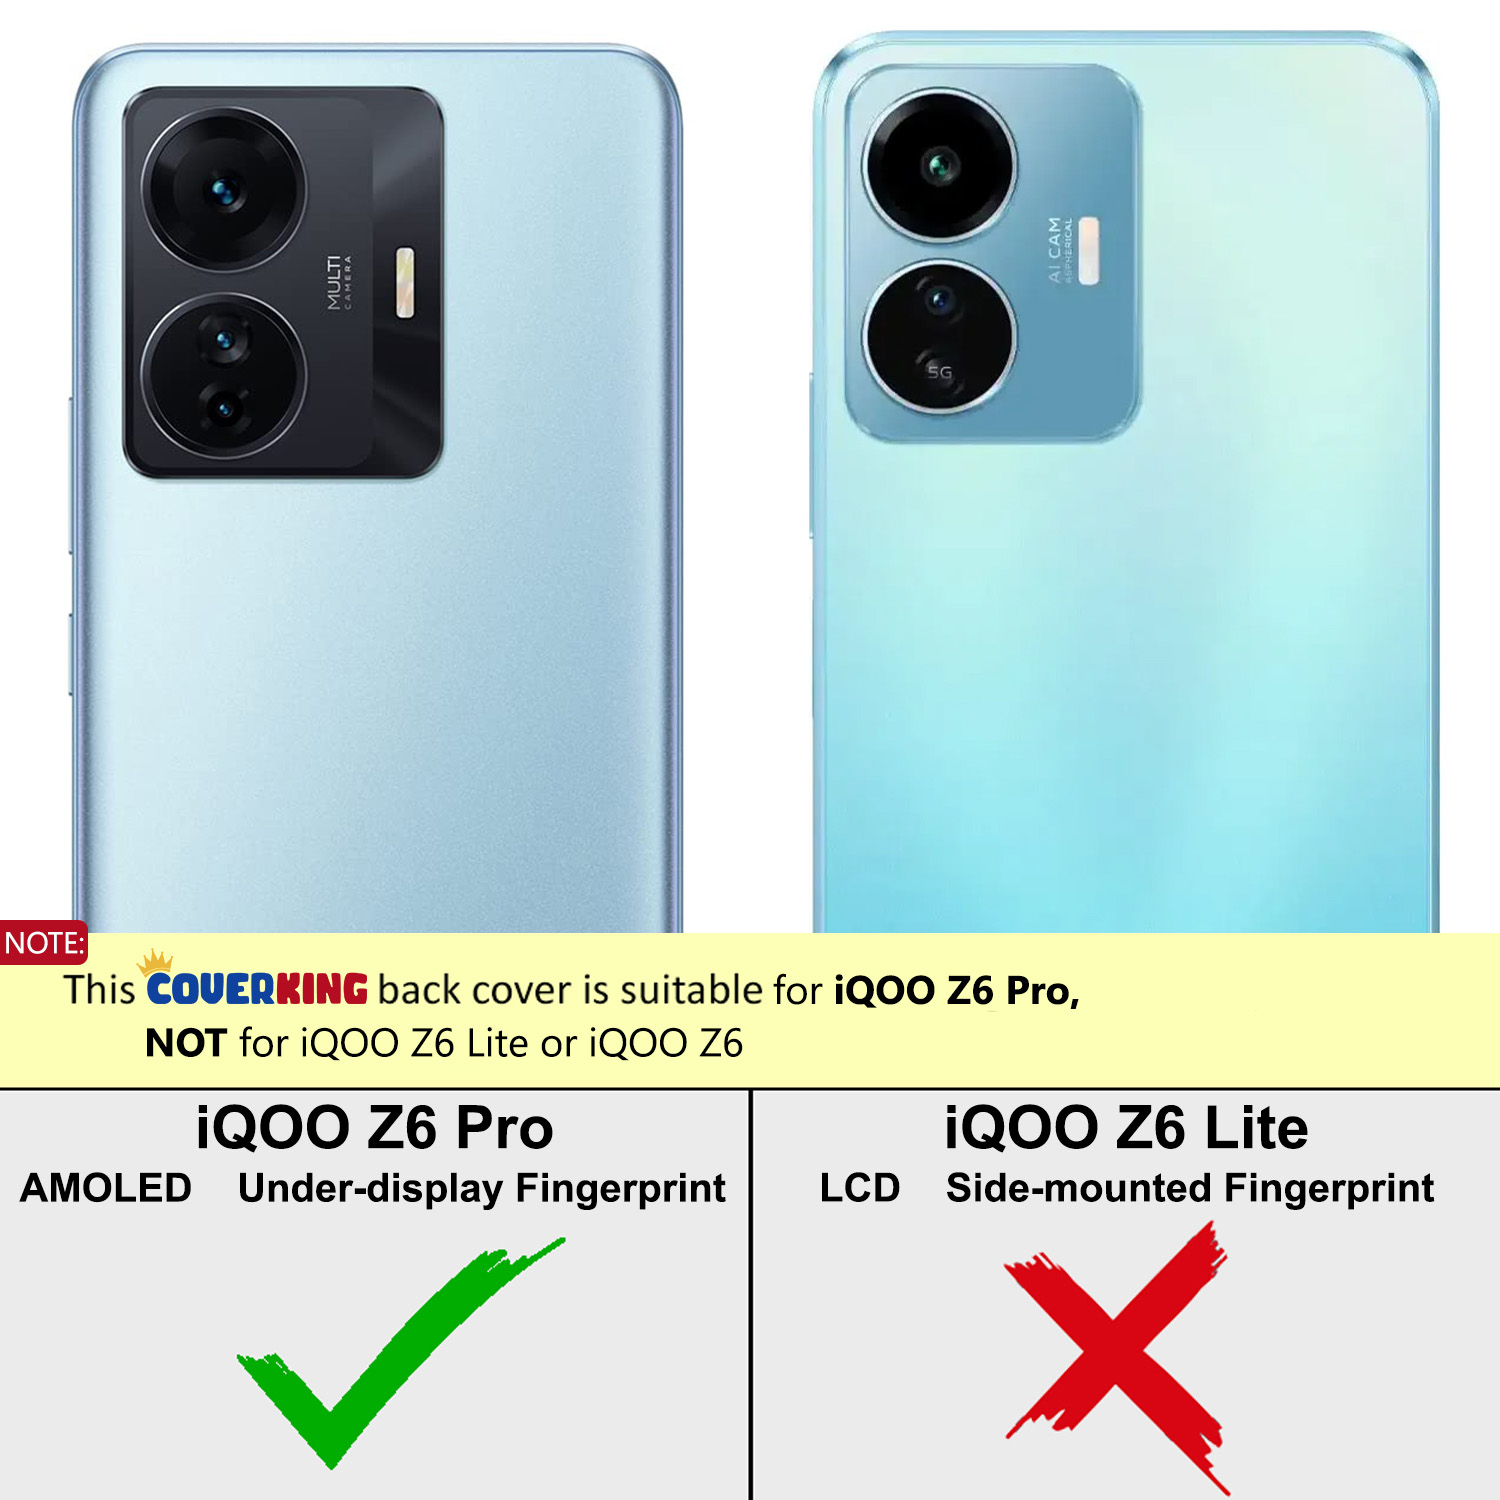 MULTI
CAMERA
AI CAM
ASPHERICAL
5G
NOTE:
This COVERKING back cover is suitable for iQOO Z6 Pro,
NOT for iQOO Z6 Lite or iQOO Z6
iQOO Z6 Pro
AMOLED Under-display Fingerprint
iQOO Z6 Lite
LCD Side-mounted Fingerprint